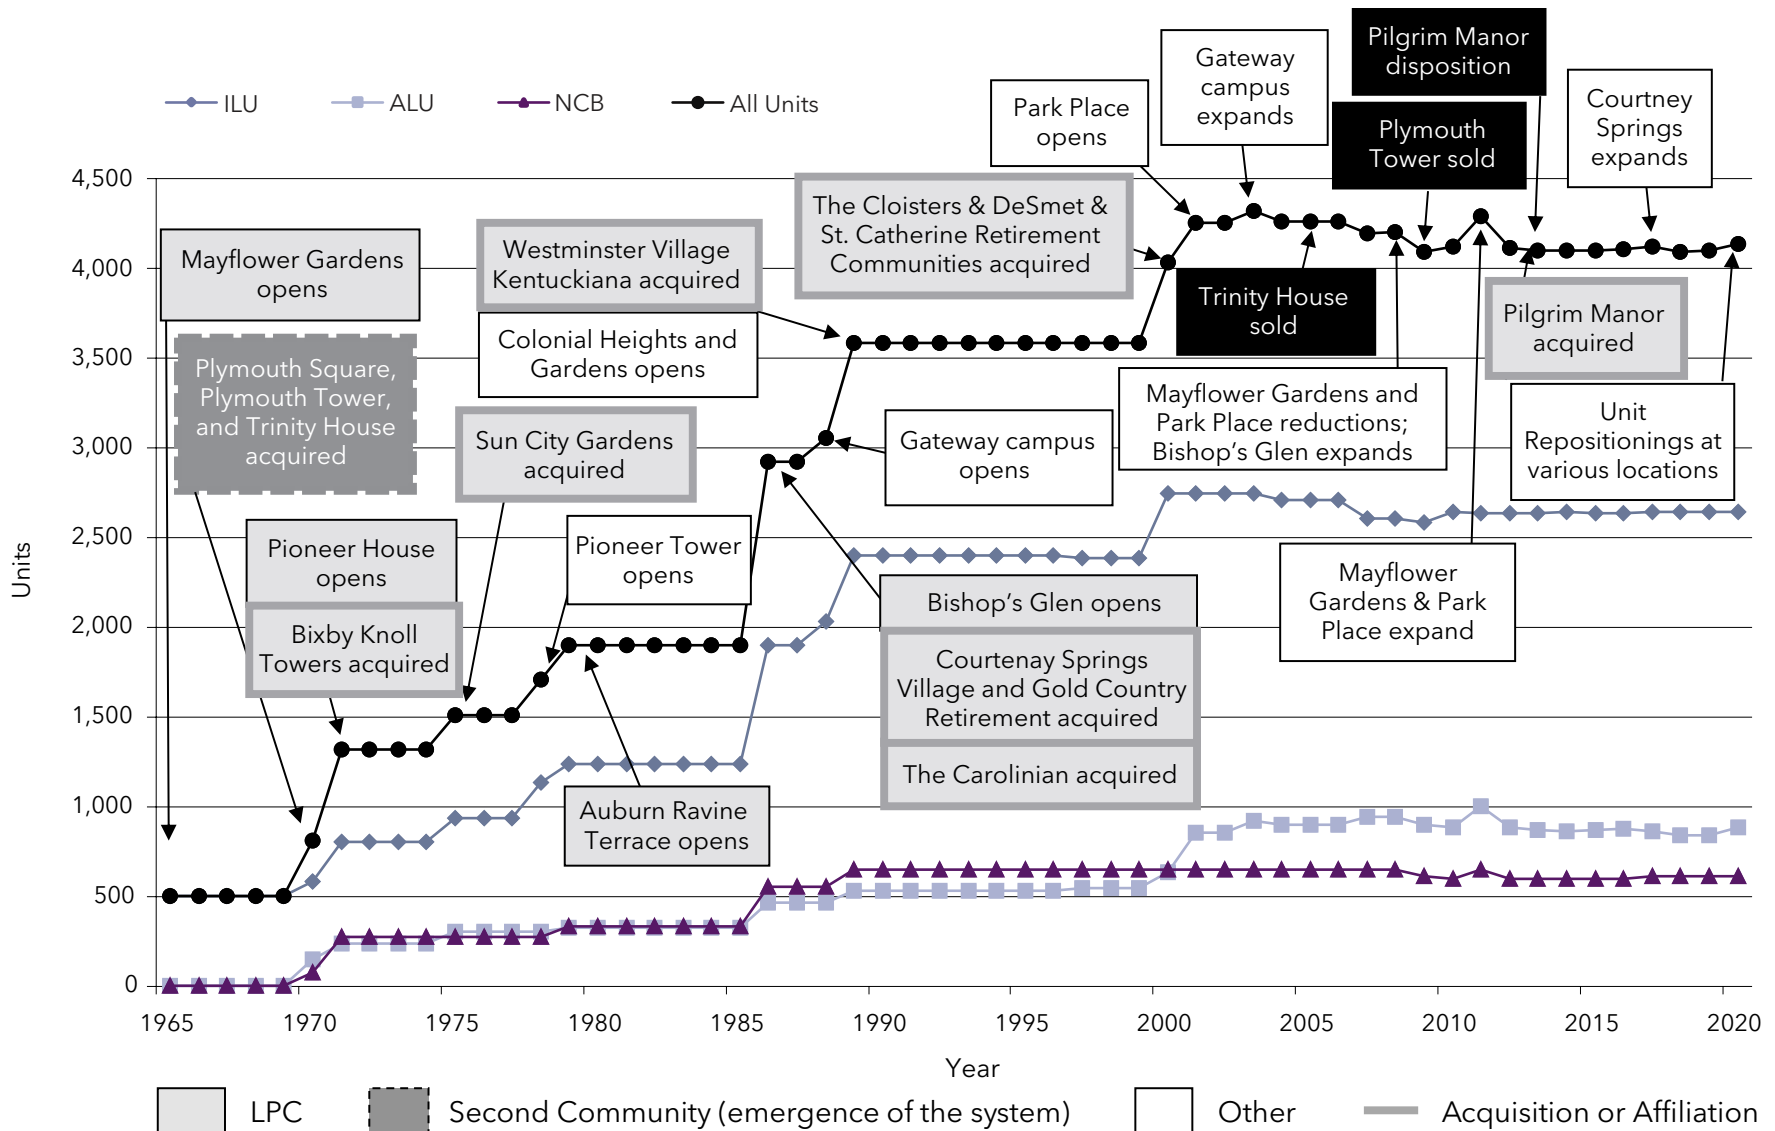 Pilgrim Manor
disposition
Gateway
campus
expands
Park Place
opens
Courtney
Springs
expands
Plymouth
Tower sold
ILU
ALU
NCB
All Units
4,500
4,000
3,500
3,000
2,500
2,000
1,500
1,000
500
0
Units
Mayflower Gardens
opens
Plymouth Square,
Plymouth Tower,
and Trinity House
acquired
Westminster Village
Kentuckiana acquired
Colonial Heights and
Gardens opens
The Cloisters & DeSmet &
St. Catherine Retirement
Communities acquired
Trinity House
sold
Pilgrim Manor
acquired
Sun City Gardens
acquired
Gateway campus
opens
Mayflower Gardens and
Park Place reductions;
Bishop’s Glen expands
Unit
Repositionings at
various locations
Pioneer House
opens
Bixby Knoll
Towers acquired
Pioneer Tower
opens
Bishop’s Glen opens
Courtenay Springs
Village and Gold Country
Retirement acquired
The Carolinian acquired
Mayflower
Gardens & Park
Place expand
Auburn Ravine
Terrace opens
1965 1970 1975 1980 1985 1990 1995 2000 2005 2010 2015 2020
Year
LPC Second Community (emergence of the system) Other Acquisition or Affiliation